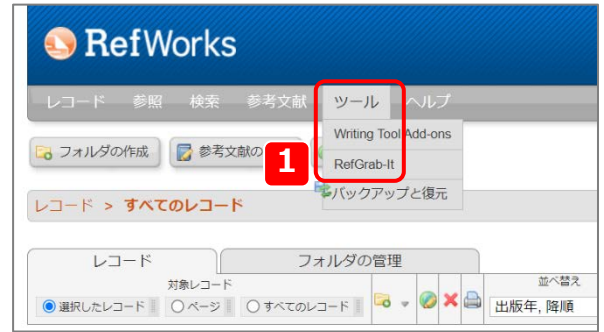 RefWorks
レコード 参照 検索 参考文献 ツール ヘルプ
フォルダの作成 参考文献の
Writing Tool Add-ons
1
RefGrab-It
バックアップと復元
レコード > すべてのレコード
レコード フォルダの管理
対象レコード 並べ替え
選択したレコード ページ すべてのレコード 出版年, 降順